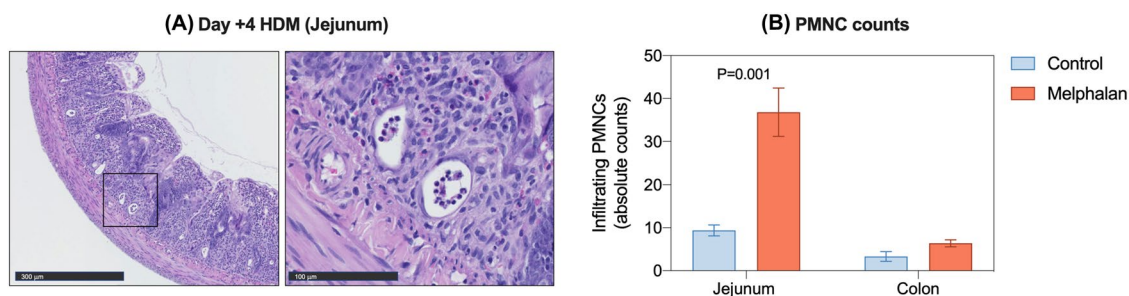 (A) Day +4 HDM (Jejunum)
300 µm
100 µm
(B) PMNC counts
Infiltrating PMNCs
(absolute counts)
50
40
30
20
10
0
P=0.001
Jejunum
Colon
Control
Melphalan